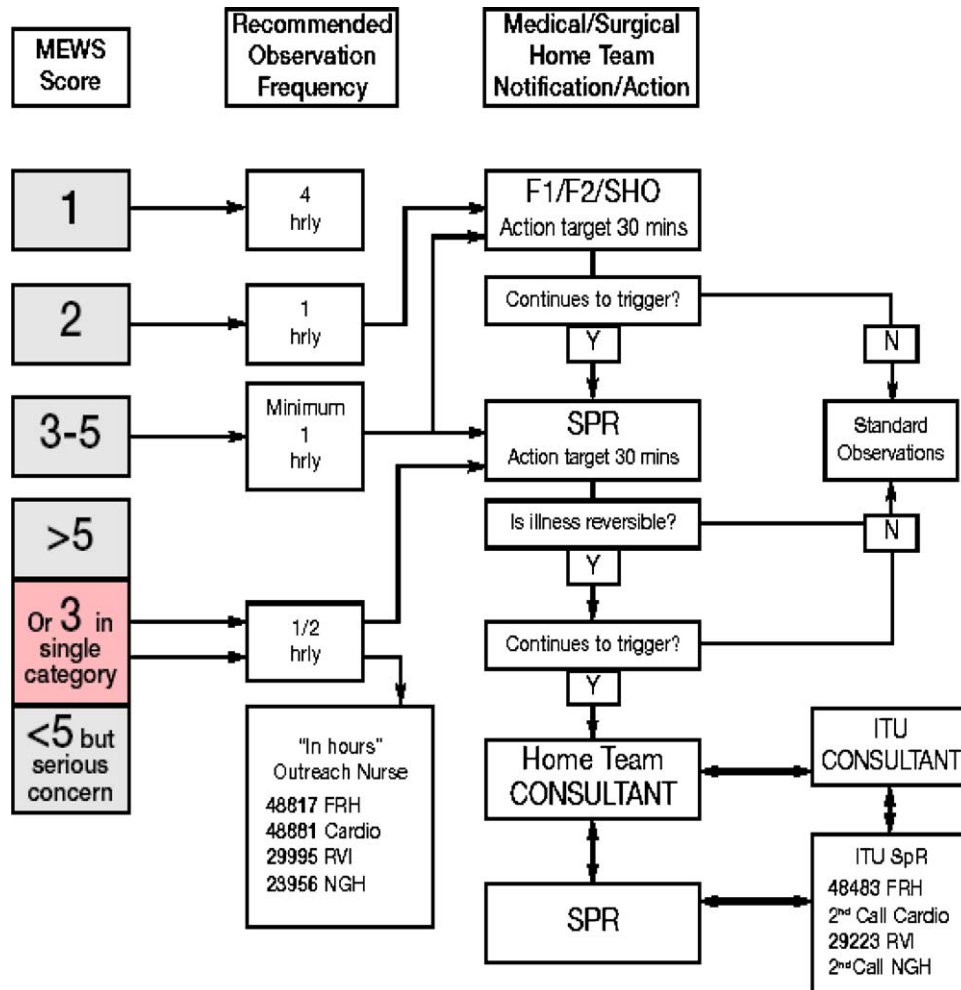 MEWS
Score
Recommended
Observation
Frequency
Medical/Surgical
Home Team
Notification/Action
1
4
hrly
F1/F2/SHO
Action target 30 mins
2
1
hrly
Continues to trigger?
Y
N
3-5
Minimum
1
hrly
SPR
Action target 30 mins
Standard
Observations
>5
Is illness reversible?
Y
N
Or 3 in
single
category
1/2
hrly
Continues to trigger?
Y
<5 but
serious
concern
"In hours"
Outreach Nurse
48817 FRH
48881 Cardio
29995 RVI
23956 NGH
Home Team
CONSULTANT
ITU
CONSULTANT
SPR
ITU SpR
48483 FRH
2nd Call Cardio
29223 RVI
2nd Call NGH